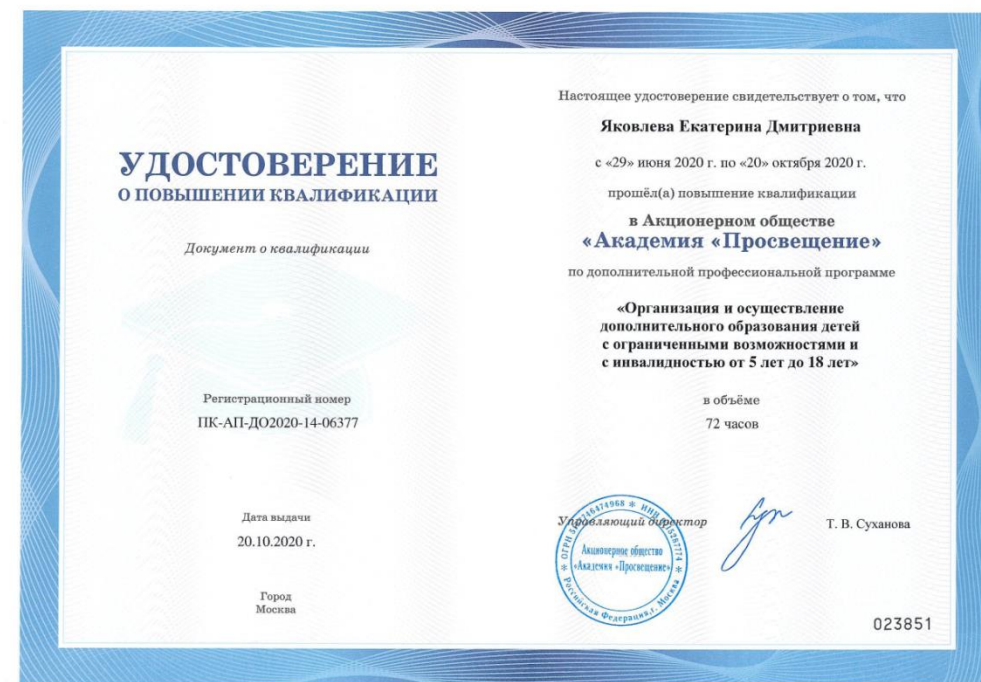 УДОСТОВЕРЕНИЕ
О ПОВЫШЕНИИ КВАЛИФИКАЦИИ
Документ о квалификации
Регистрационный номер
ПК-АП-ДО2020-14-06377
Дата выдачи
20.10.2020 г.
Город
Москва
Настоящее удостоверение свидетельствует о том, что
Яковлева Екатерина Дмитриевна
с «29» июня 2020 г. по «20» октября 2020 г.
прошёл(а) повышение квалификации
в Акционерном обществе
«Академия «Просвещение»
по дополнительной профессиональной программе
«Организация и осуществление
дополнительного образования детей
с ограниченными возможностями и
с инвалидностью от 5 лет до 18 лет»
в объёме
72 часов
Управляющий директор
Т. В. Суханова
Акционерное общество
«Академия «Просвещение»
Российская Федерация, г. Москва
023851